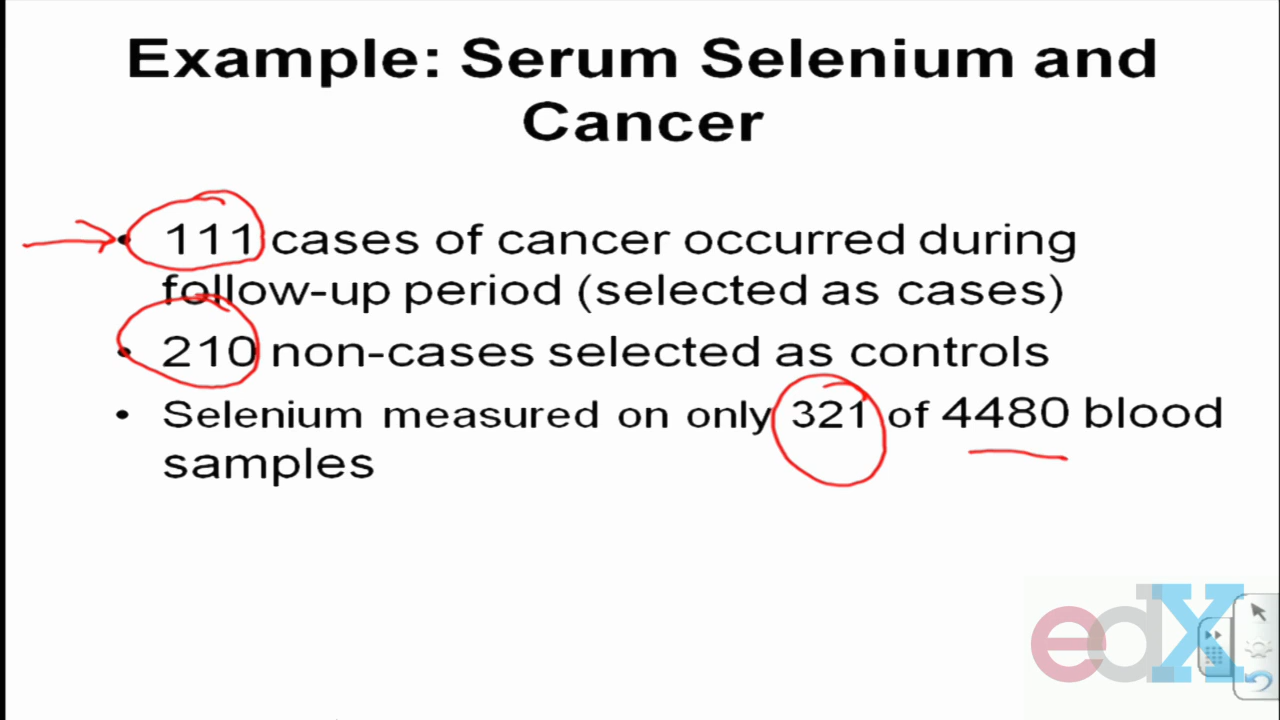 Example: Serum Selenium and
Cancer
• 111 cases of cancer occurred during
follow-up period (selected as cases)
• 210 non-cases selected as controls
• Selenium measured on only 321 of 4480 blood
samples
edX